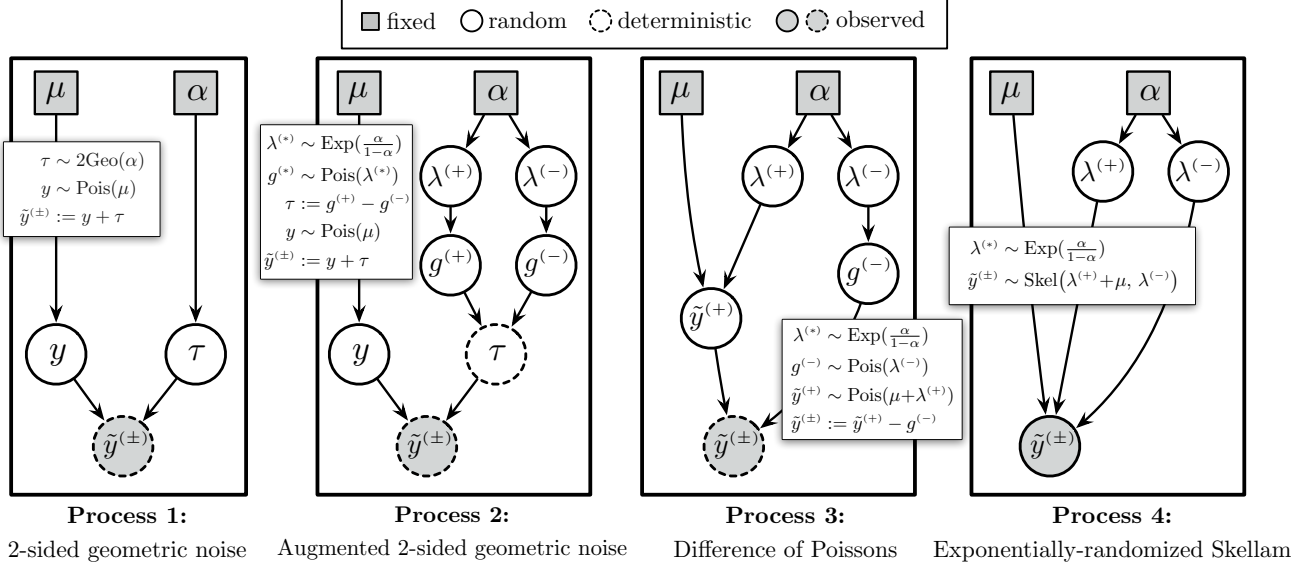 fixed random deterministic observed
μ α
τ ∼ 2Geo(α)
y ∼ Pois(μ)
ỹ⁽±⁾ := y + τ
y τ
ỹ⁽±⁾
Process 1:
2-sided geometric noise
μ α
λ⁽*⁾ ∼ Exp(α/(1−α))
g⁽*⁾ ∼ Pois(λ⁽*⁾)
τ := g⁽⁺⁾ − g⁽⁻⁾
y ∼ Pois(μ)
ỹ⁽±⁾ := y + τ
λ⁽⁺⁾ λ⁽⁻⁾
g⁽⁺⁾ g⁽⁻⁾
y τ
ỹ⁽±⁾
Process 2:
Augmented 2-sided geometric noise
μ α
λ⁽⁺⁾ λ⁽⁻⁾
g⁽⁻⁾
ỹ⁽⁺⁾
λ⁽*⁾ ∼ Exp(α/(1−α))
g⁽⁻⁾ ∼ Pois(λ⁽⁻⁾)
ỹ⁽⁺⁾ ∼ Pois(μ+λ⁽⁺⁾)
ỹ⁽±⁾ := ỹ⁽⁺⁾ − g⁽⁻⁾
ỹ⁽±⁾
Process 3:
Difference of Poissons
μ α
λ⁽⁺⁾ λ⁽⁻⁾
λ⁽*⁾ ∼ Exp(α/(1−α))
ỹ⁽±⁾ ∼ Skel(λ⁽⁺⁾+μ, λ⁽⁻⁾)
ỹ⁽±⁾
Process 4:
Exponentially-randomized Skellam